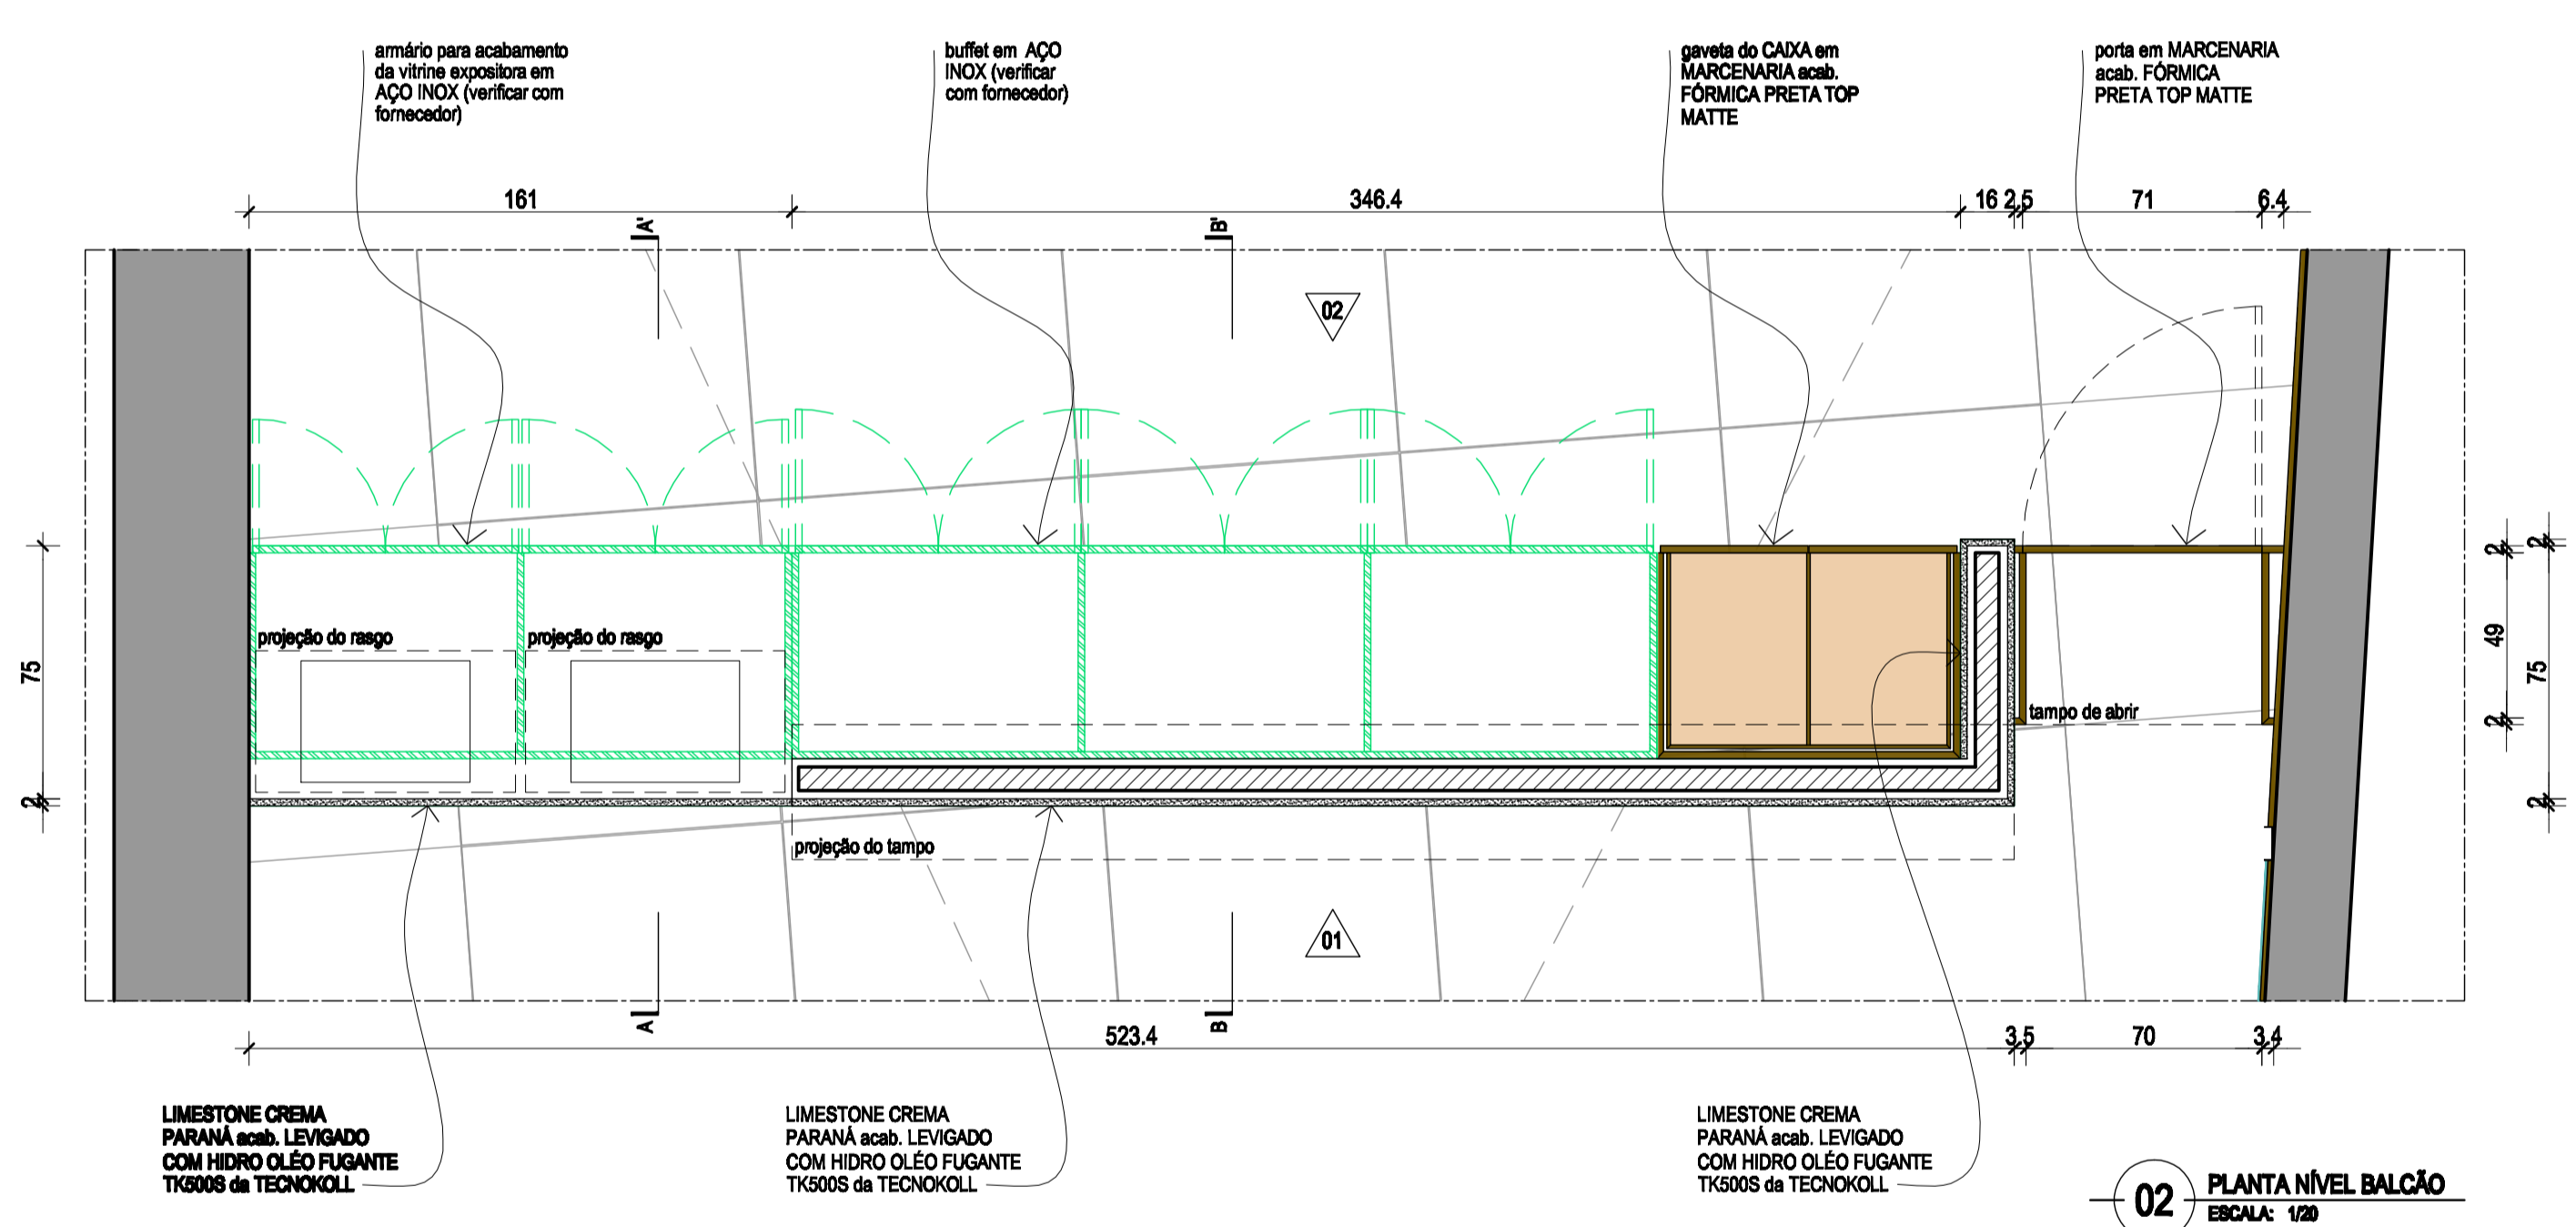 armário para acabamento
da vitrine expositora em
AÇO INOX (verificar com
fornecedor)
buffet em AÇO
INOX (verificar
com fornecedor)
gaveta do CAIXA em
MARCENARIA acab.
FÓRMICA PRETA TOP
MATTE
porta em MARCENARIA
acab. FÓRMICA
PRETA TOP MATTE
161
346.4
16
2.5
71
6.4
A'
B'
02
75
2
projeção do rasgo
projeção do rasgo
2
49
2
2
75
2
tampo de abrir
projeção do tampo
01
A
B
523.4
3.5
70
3.4
LIMESTONE CREMA
PARANÁ acab. LEVIGADO
COM HIDRO OLÉO FUGANTE
TK500S da TECNOKOLL
LIMESTONE CREMA
PARANÁ acab. LEVIGADO
COM HIDRO OLÉO FUGANTE
TK500S da TECNOKOLL
LIMESTONE CREMA
PARANÁ acab. LEVIGADO
COM HIDRO OLÉO FUGANTE
TK500S da TECNOKOLL
02
PLANTA NÍVEL BALCÃO
ESCALA: 1/20